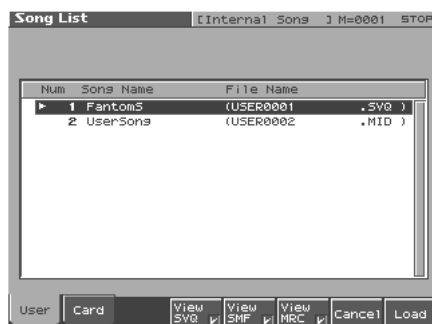 Song List [Internal Song ] M=0001 STOP
Num Song Name File Name
1 FantomS (USER0001 .SVQ )
2 UserSong (USER0002 .MID )
User Card View SVQ View SMF View MRC Cancel Load